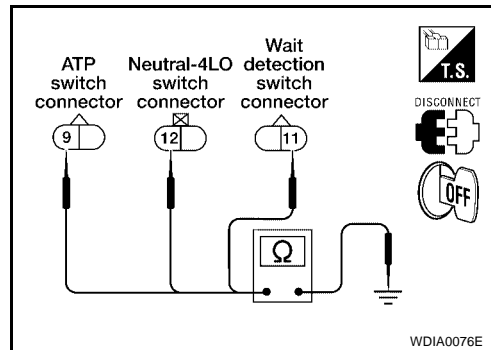 ATP
switch
connector
Neutral-4LO
switch
connector
Wait
detection
switch
connector
9
12
11
Ω
T.S.
DISCONNECT
OFF
WDIA0076E